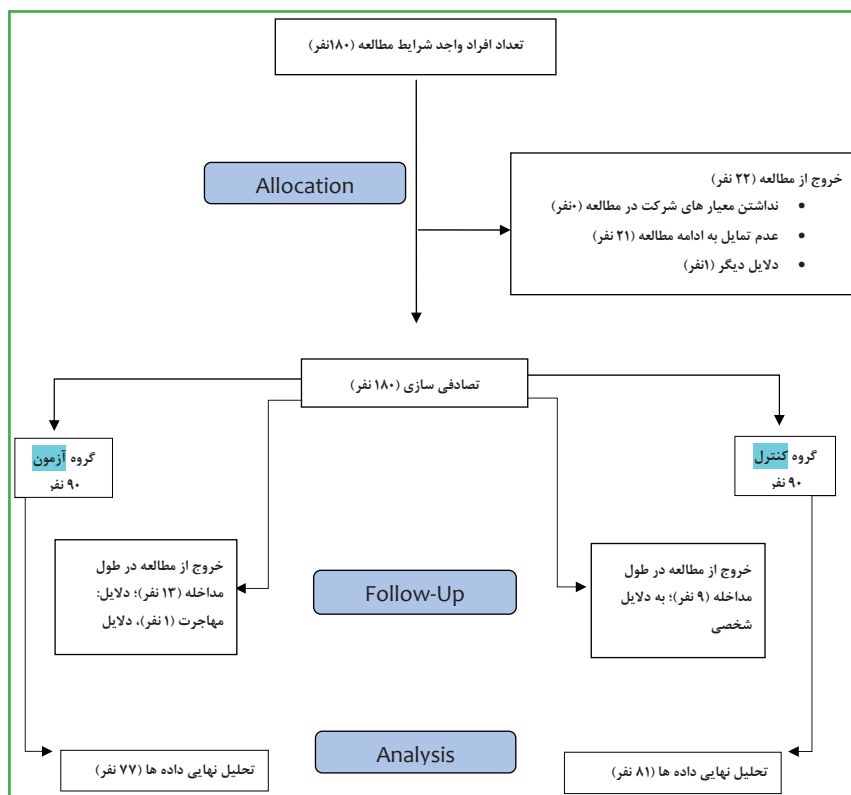 تعداد افراد واجد شرایط مطالعه (۱۸۰نفر)
Allocation
خروج از مطالعه (۲۲ نفر)
• نداشتن معیار های شرکت در مطالعه (۰نفر)
• عدم تمایل به ادامه مطالعه (۲۱ نفر)
• دلایل دیگر (۱نفر)
تصادفی سازی (۱۸۰ نفر)
گروه کنترل
۹۰ نفر
گروه آزمون
۹۰ نفر
خروج از مطالعه در طول
مداخله (۹ نفر)؛ به دلایل
شخصی
Follow-Up
خروج از مطالعه در طول
مداخله (۱۳ نفر)؛ دلایل:
مهاجرت (۱ نفر)، دلایل
Analysis
تحلیل نهایی داده ها (۸۱ نفر)
تحلیل نهایی داده ها (۷۷ نفر)